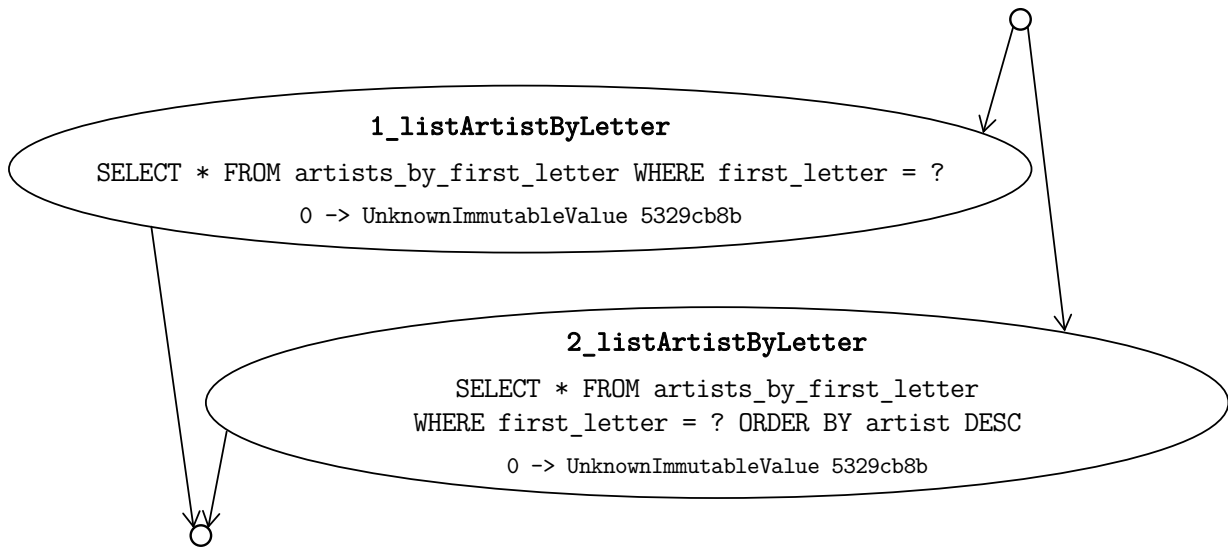 1_listArtistByLetter
SELECT * FROM artists_by_first_letter WHERE first_letter = ?
0 -> UnknownImmutableValue 5329cb8b
2_listArtistByLetter
SELECT * FROM artists_by_first_letter
WHERE first_letter = ? ORDER BY artist DESC
0 -> UnknownImmutableValue 5329cb8b